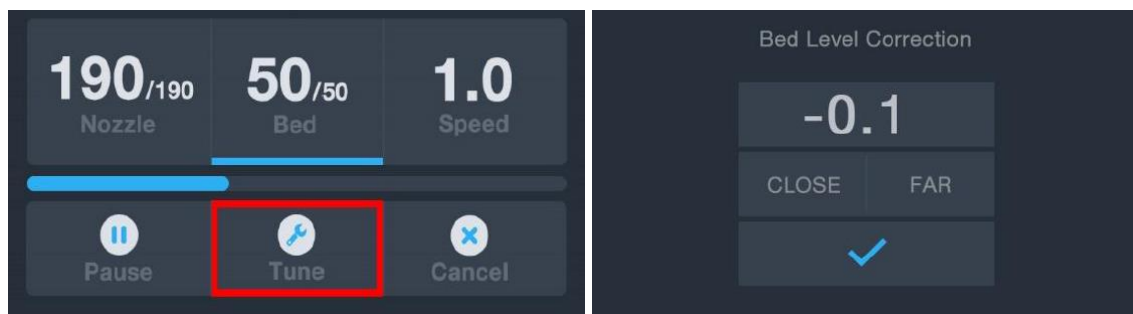 190/190 50/50 1.0
Nozzle Bed Speed
Pause Tune Cancel
Bed Level Correction
-0.1
CLOSE FAR